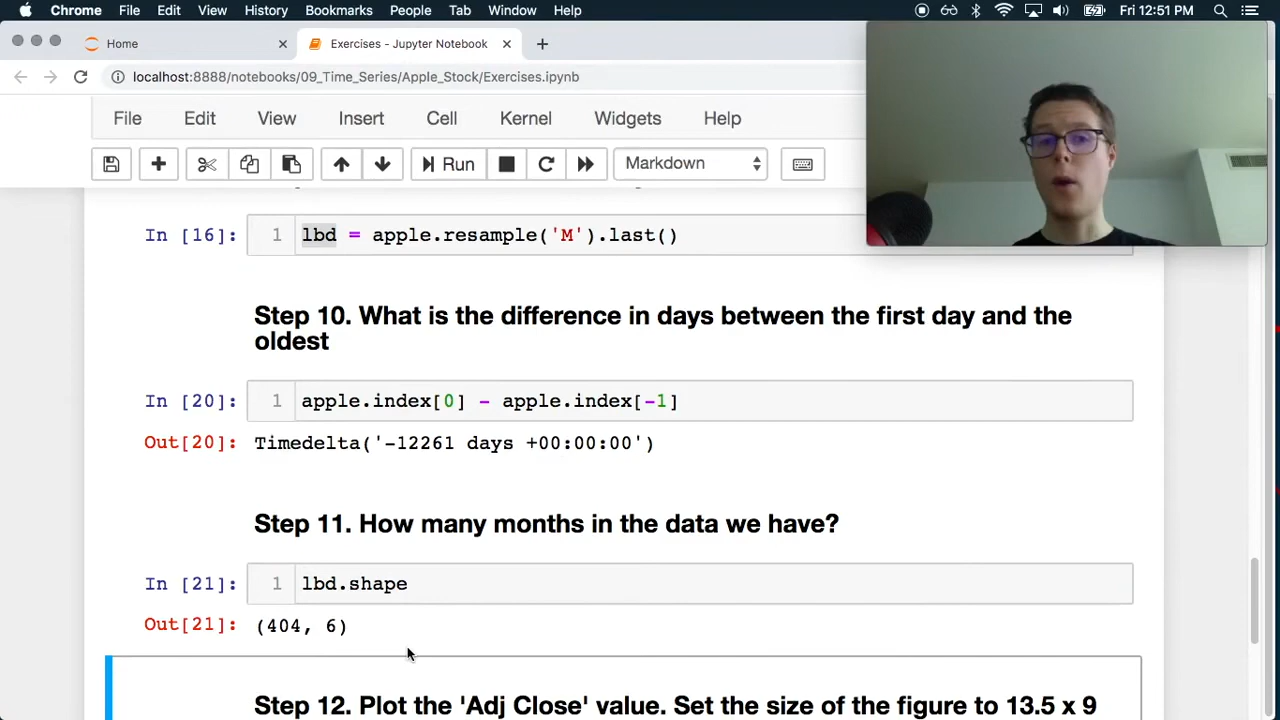 Chrome File Edit View History Bookmarks People Tab Window Help Fri 12:51 PM
Home Exercises - Jupyter Notebook
localhost:8888/notebooks/09_Time_Series/Apple_Stock/Exercises.ipynb
File Edit View Insert Cell Kernel Widgets Help
Run Markdown
In [16]: 1 lbd = apple.resample('M').last()
Step 10. What is the difference in days between the first day and the
oldest
In [20]: 1 apple.index[0] - apple.index[-1]
Out[20]: Timedelta('-12261 days +00:00:00')
Step 11. How many months in the data we have?
In [21]: 1 lbd.shape
Out[21]: (404, 6)
Step 12. Plot the 'Adj Close' value. Set the size of the figure to 13.5 x 9